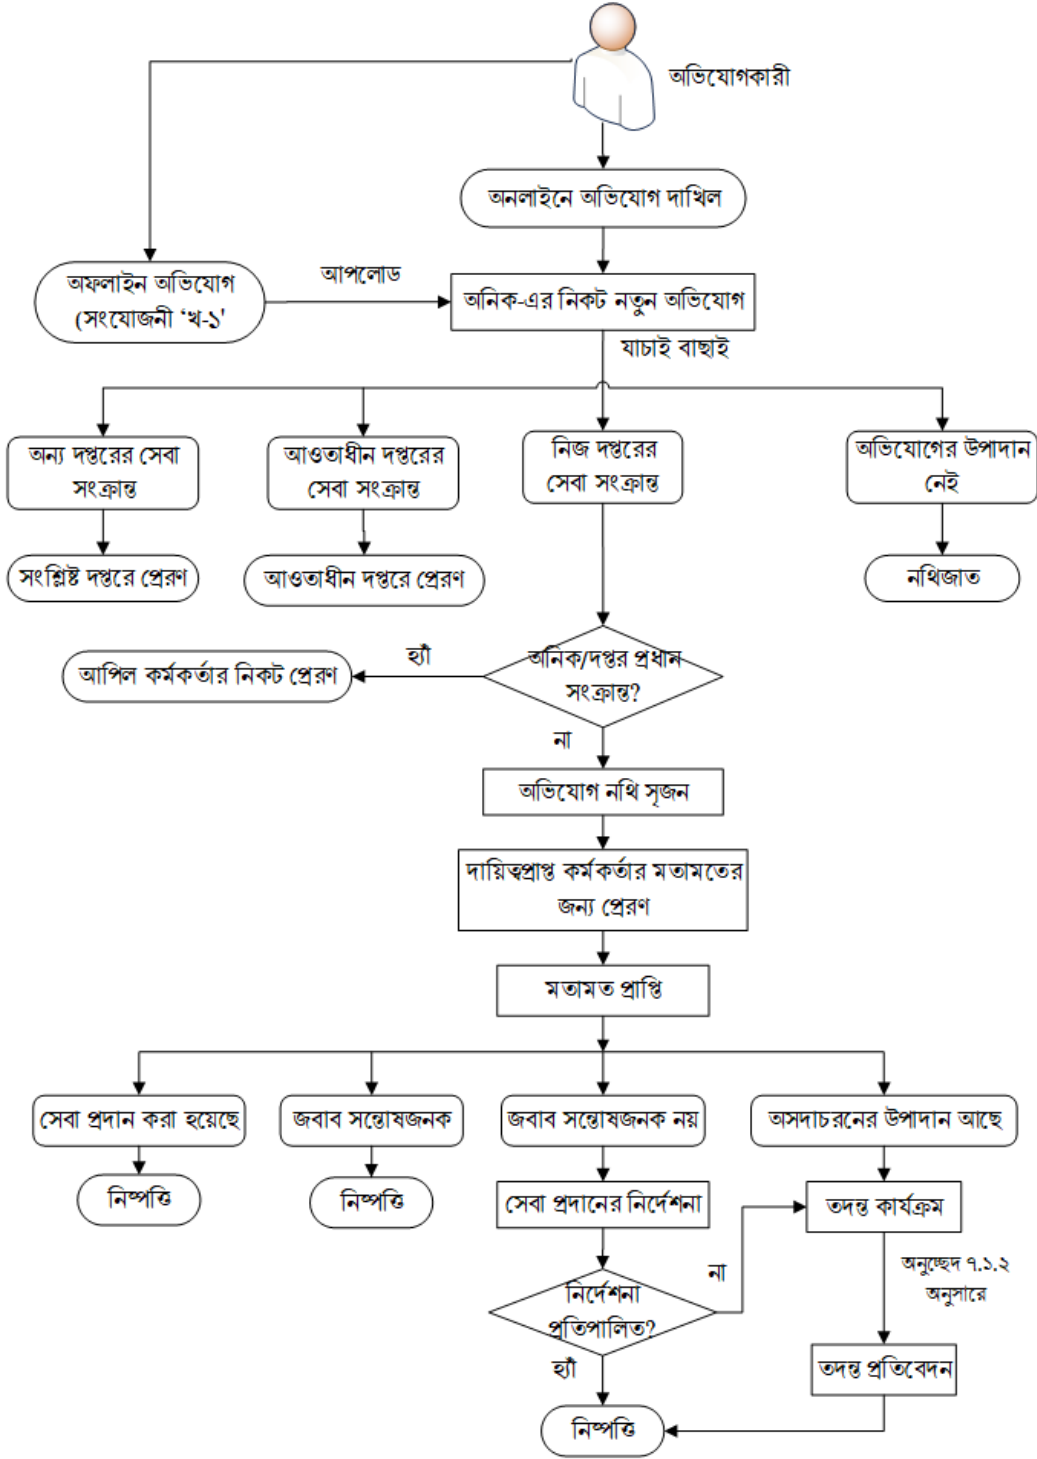 অভিযোগকারী
অনলাইনে অভিযোগ দাখিল
অফলাইন অভিযোগ
(সংযোজনী ‘খ-১'
আপলোড
অনিক-এর নিকট নতুন অভিযোগ
যাচাই বাছাই
অন্য দপ্তরের সেবা
সংক্রান্ত
আওতাধীন দপ্তরের
সেবা সংক্রান্ত
নিজ দপ্তরের
সেবা সংক্রান্ত
অভিযোগের উপাদান
নেই
সংশ্লিষ্ট দপ্তরে প্রেরণ
আওতাধীন দপ্তরে প্রেরণ
নথিজাত
আপিল কর্মকর্তার নিকট প্রেরণ
হ্যাঁ
অনিক/দপ্তর প্রধান
সংক্রান্ত?
না
অভিযোগ নথি সৃজন
দায়িত্বপ্রাপ্ত কর্মকর্তার মতামতের
জন্য প্রেরণ
মতামত প্রাপ্তি
সেবা প্রদান করা হয়েছে
জবাব সন্তোষজনক
জবাব সন্তোষজনক নয়
অসদাচরনের উপাদান আছে
নিষ্পত্তি
নিষ্পত্তি
সেবা প্রদানের নির্দেশনা
তদন্ত কার্যক্রম
না
অনুচ্ছেদ ৭.১.২
অনুসারে
নির্দেশনা
প্রতিপালিত?
হ্যাঁ
তদন্ত প্রতিবেদন
নিষ্পত্তি